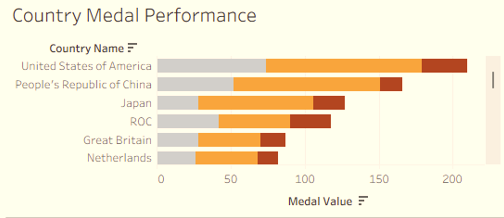 Country Medal Performance
Country Name
United States of America
People's Republic of China
Japan
ROC
Great Britain
Netherlands
0 50 100 150 200
Medal Value